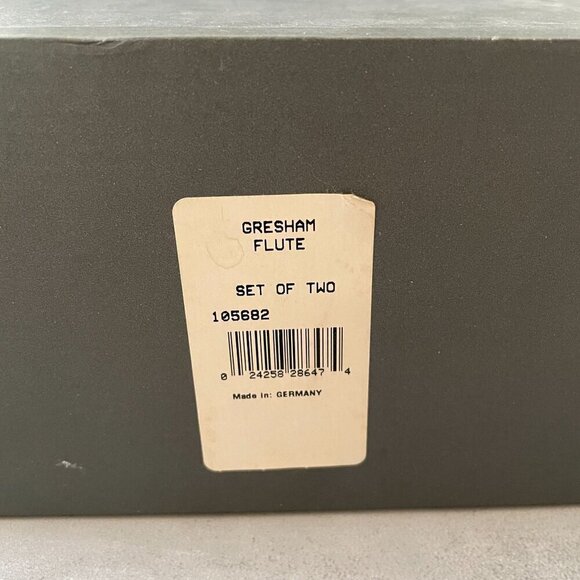 GRESHAM
FLUTE
SET OF TWO
105682
0 24258 28647 4
Made In: GERMANY